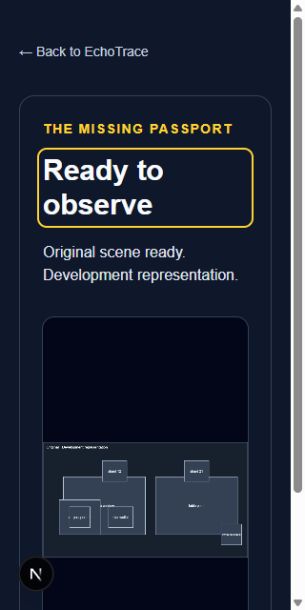 ← Back to EchoTrace
THE MISSING PASSPORT
Ready to
observe
Original scene ready.
Development representation.
N